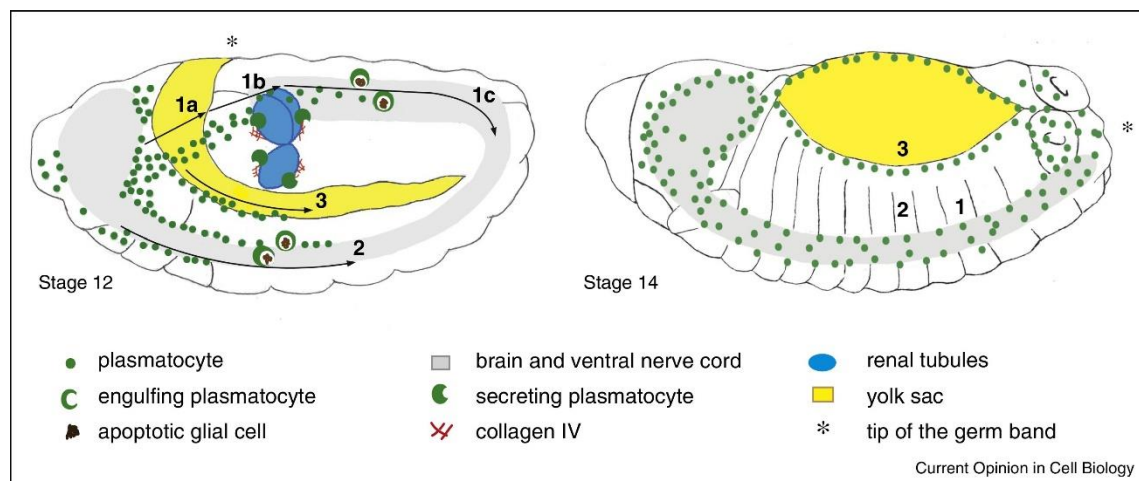 *
1b
1a
1c
3
2
Stage 12
3
2
1
*
Stage 14
plasmatocyte
brain and ventral nerve cord
renal tubules
engulfing plasmatocyte
secreting plasmatocyte
yolk sac
apoptotic glial cell
collagen IV
* tip of the germ band
Current Opinion in Cell Biology